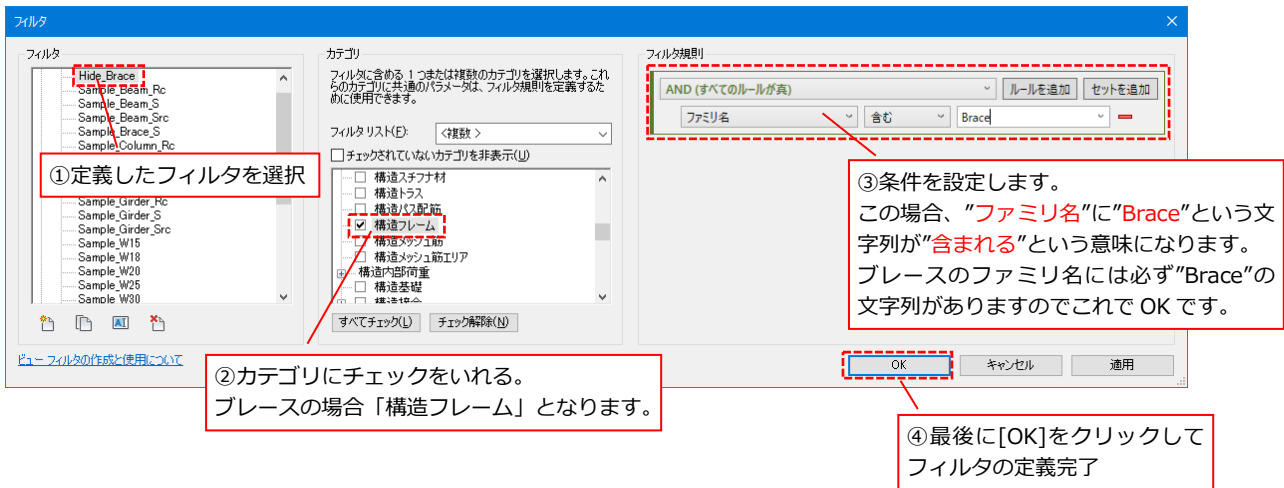 フィルタ
フィルタ
Hide_Brace
Sample_Beam_Rc
Sample_Beam_S
Sample_Beam_Src
Sample_Brace_S
Sample_Column_Rc
①定義したフィルタを選択
Sample_Girder_Rc
Sample_Girder_S
Sample_Girder_Src
Sample_W15
Sample_W18
Sample_W20
Sample_W25
Sample_W30
ビュー フィルタの作成と使用について
カテゴリ
フィルタに含める 1 つまたは複数のカテゴリを選択します。これ
らのカテゴリに共通のパラメータは、フィルタ規則を定義するた
めに使用できます。
フィルタ リスト(F):
<複数>
チェックされていないカテゴリを非表示(U)
構造スチフナ材
構造トラス
構造パス配筋
構造フレーム
構造メッシュ筋
構造メッシュ筋エリア
構造内部荷重
構造基礎
構造接合
すべてチェック(L)
チェック解除(N)
②カテゴリにチェックをいれる。
ブレースの場合「構造フレーム」となります。
フィルタ規則
AND (すべてのルールが真)
ルールを追加
セットを追加
ファミリ名
含む
Brace
③条件を設定します。
この場合、”ファミリ名”に”Brace”という文
字列が”含まれる”という意味になります。
ブレースのファミリ名には必ず”Brace”の
文字列がありますのでこれで OK です。
OK
キャンセル
適用
④最後に[OK]をクリックして
フィルタの定義完了